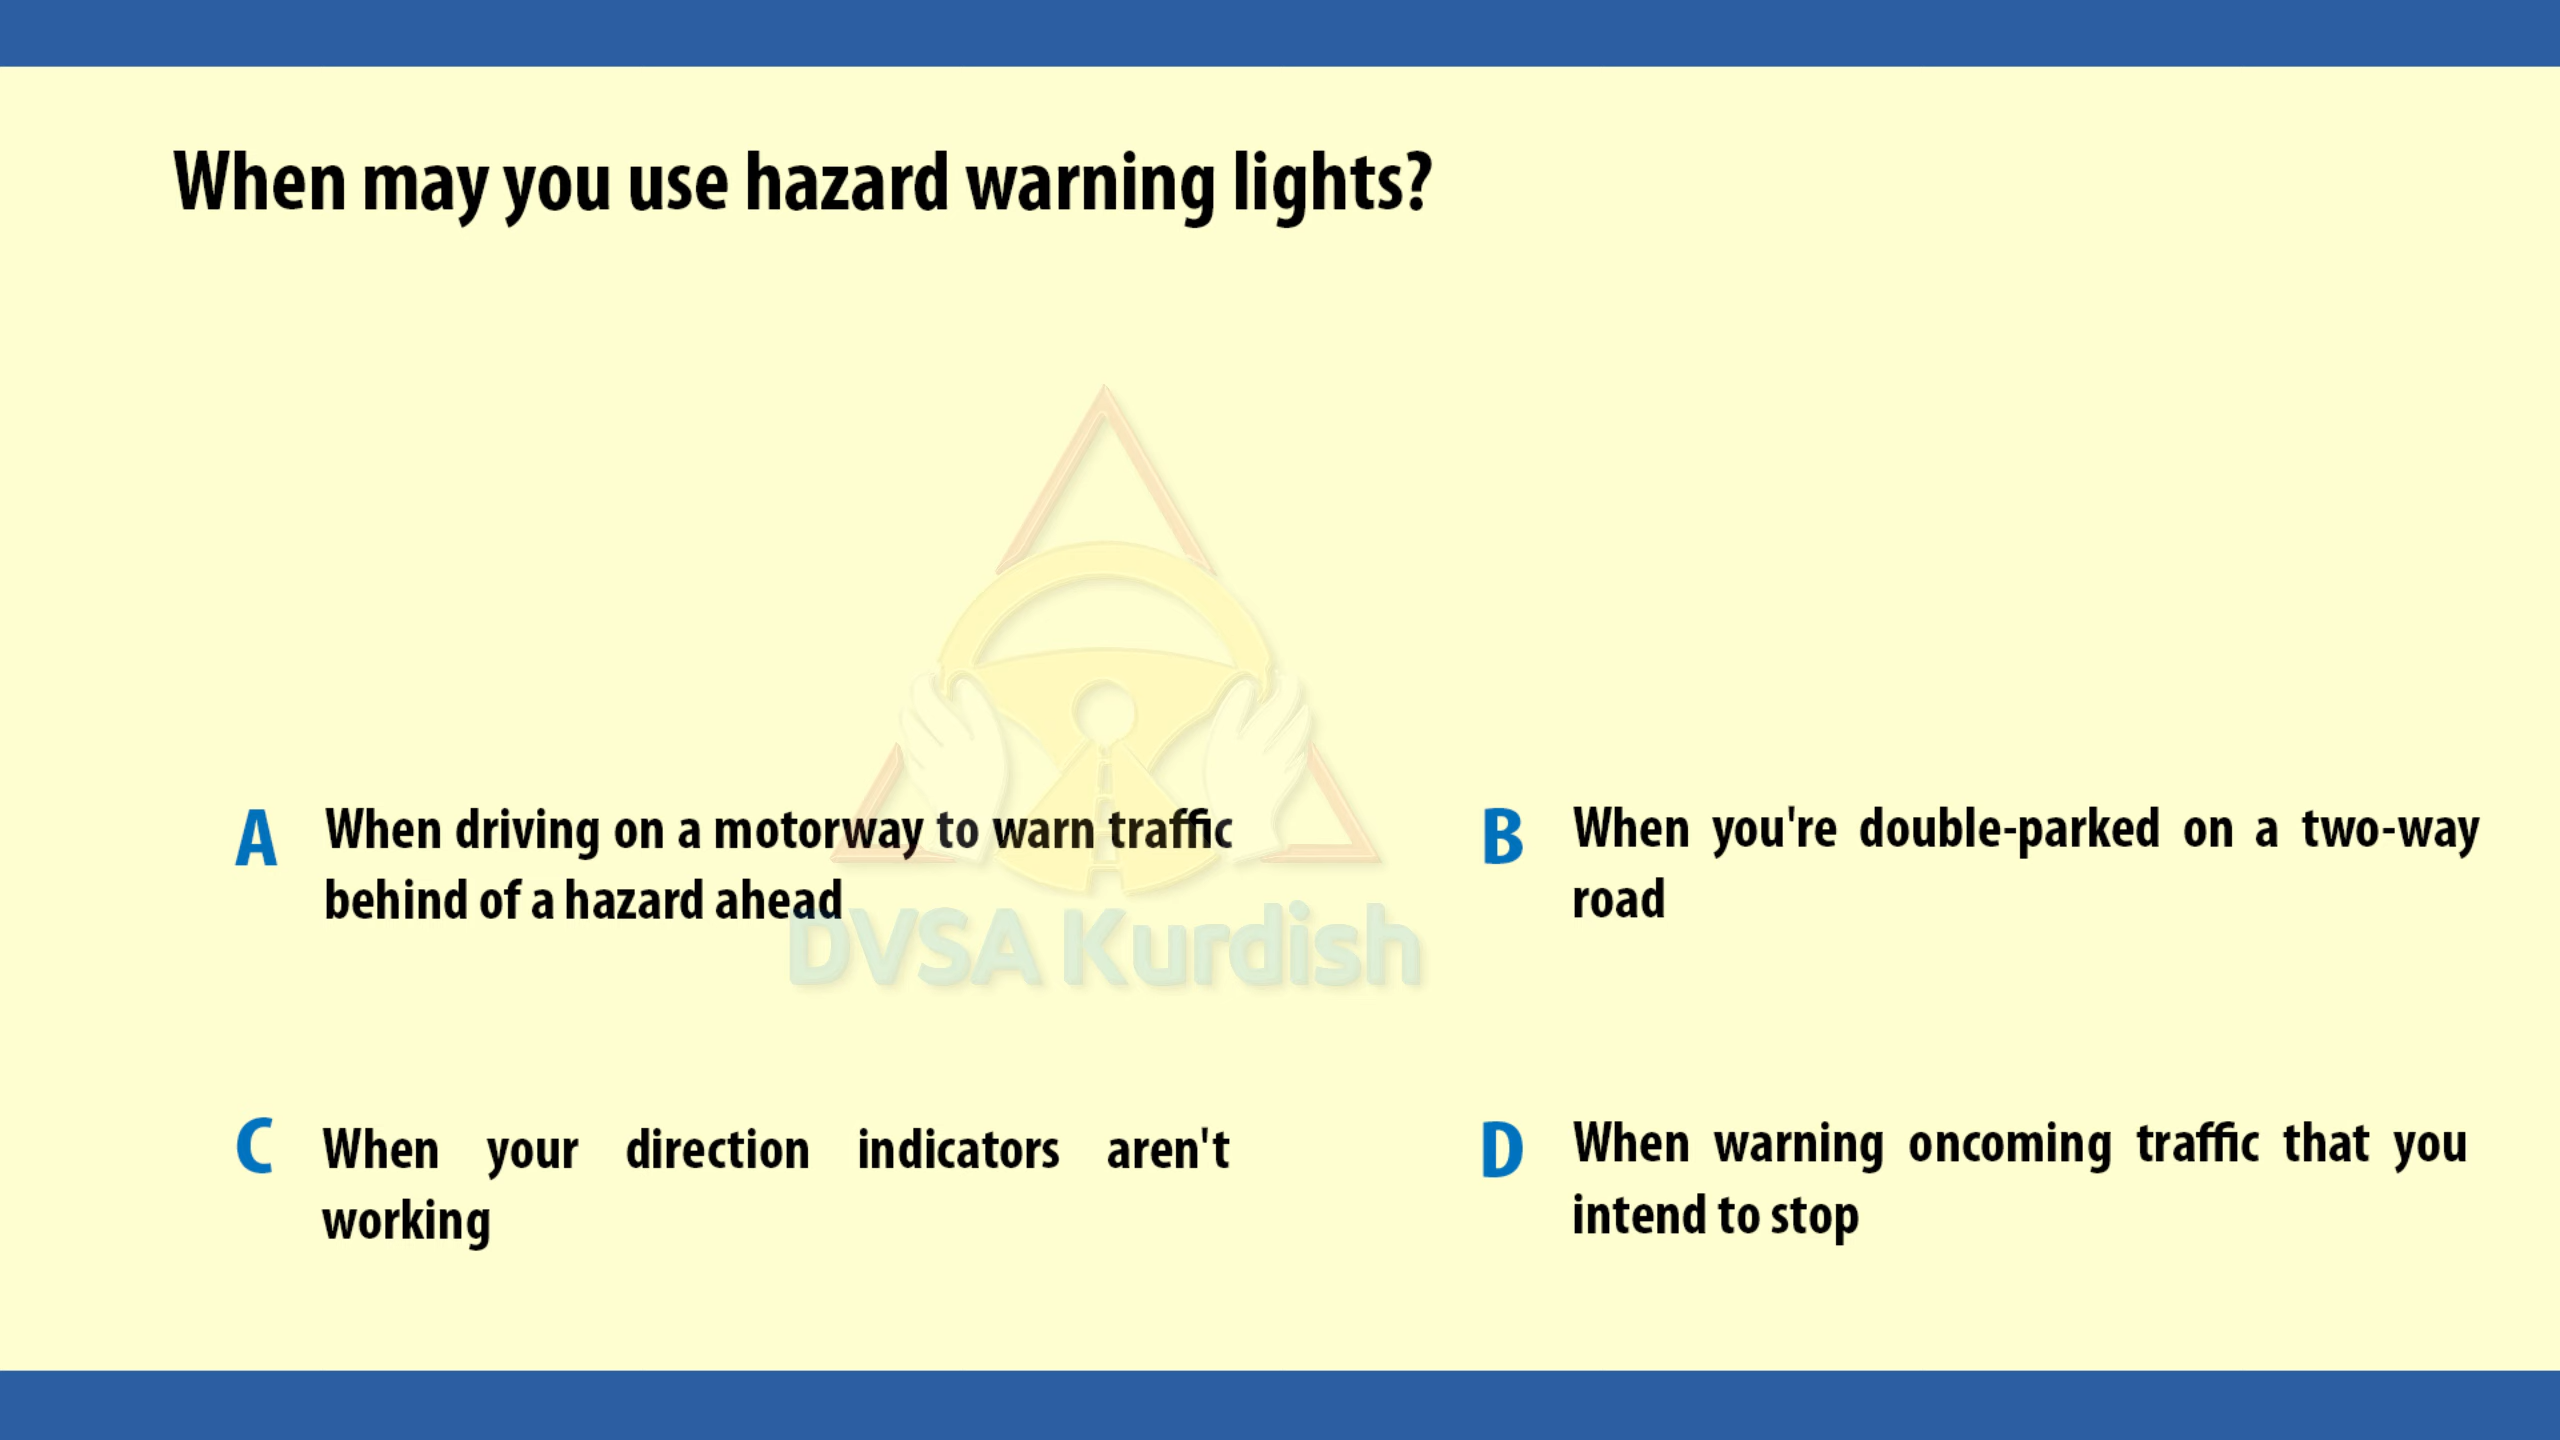 When may you use hazard warning lights?
A When driving on a motorway to warn traffic
behind of a hazard ahead
B When you're double-parked on a two-way
road
DVSA Kurdish
C When your direction indicators aren't
working
D When warning oncoming traffic that you
intend to stop